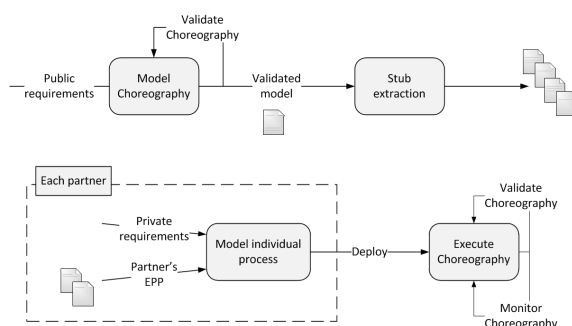 Validate
Choreography
Public
requirements
Model
Choreography
Validated
model
Stub
extraction
Each partner
Private
requirements
Partner's
EPP
Model individual
process
Deploy
Validate
Choreography
Execute
Choreography
Monitor
Choreography